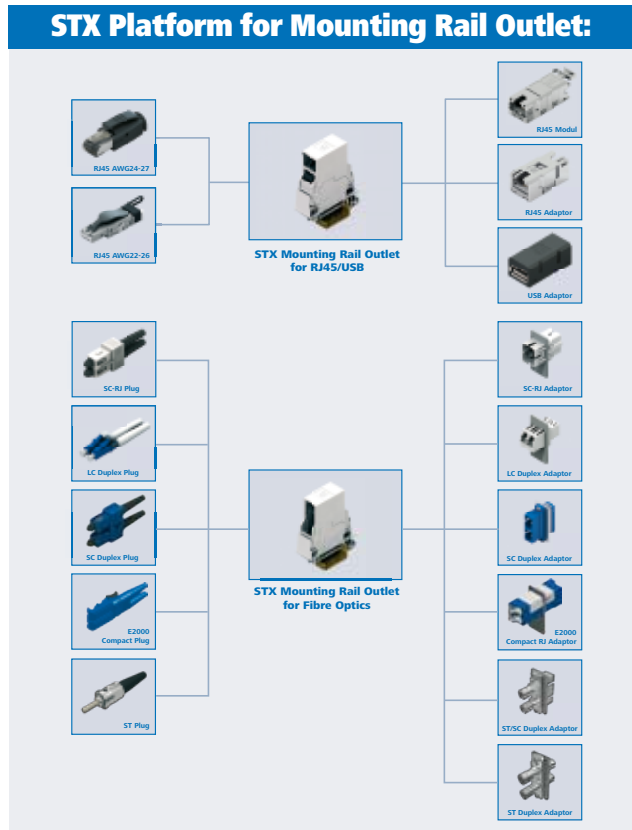 STX Platform for Mounting Rail Outlet:
RJ45 AWG24-27
RJ45 AWG22-26
STX Mounting Rail Outlet
for RJ45/USB
RJ45 Modul
RJ45 Adaptor
USB Adaptor
SC-RJ Plug
LC Duplex Plug
SC Duplex Plug
E2000
Compact Plug
ST Plug
STX Mounting Rail Outlet
for Fibre Optics
SC-RJ Adaptor
LC Duplex Adaptor
SC Duplex Adaptor
E2000
Compact RJ Adaptor
ST/SC Duplex Adaptor
ST Duplex Adaptor